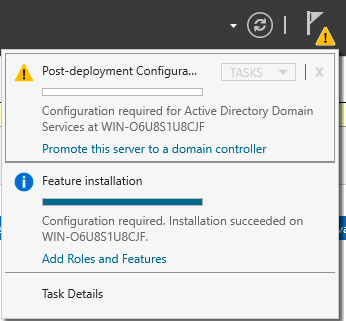 Post-deployment Configura...
TASKS
X
Configuration required for Active Directory Domain
Services at WIN-O6U8S1U8CJF
Promote this server to a domain controller
Feature installation
Configuration required. Installation succeeded on
WIN-O6U8S1U8CJF.
Add Roles and Features
Task Details